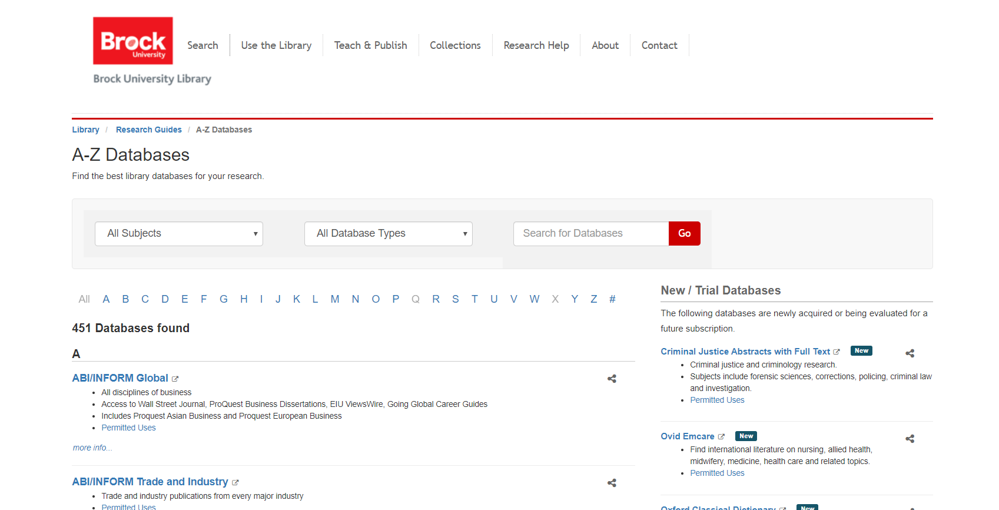 Brock
University
Brock University Library
Search
Use the Library
Teach & Publish
Collections
Research Help
About
Contact
Library / Research Guides / A-Z Databases
A-Z Databases
Find the best library databases for your research.
All Subjects
All Database Types
Search for Databases
Go
All A B C D E F G H I J K L M N O P Q R S T U V W X Y Z #
451 Databases found
A
ABI/INFORM Global
All disciplines of business
Access to Wall Street Journal, ProQuest Business Dissertations, EIU ViewsWire, Going Global Career Guides
Includes Proquest Asian Business and Proquest European Business
Permitted Uses
more info...
ABI/INFORM Trade and Industry
Trade and industry publications from every major industry
Permitted Uses
New / Trial Databases
The following databases are newly acquired or being evaluated for a
future subscription.
Criminal Justice Abstracts with Full Text New
Criminal justice and criminology research.
Subjects include forensic sciences, corrections, policing, criminal law
and investigation.
Permitted Uses
Ovid Emcare New
Find international literature on nursing, allied health,
midwifery, medicine, health care and related topics.
Permitted Uses
Oxford Classical Dictionary New